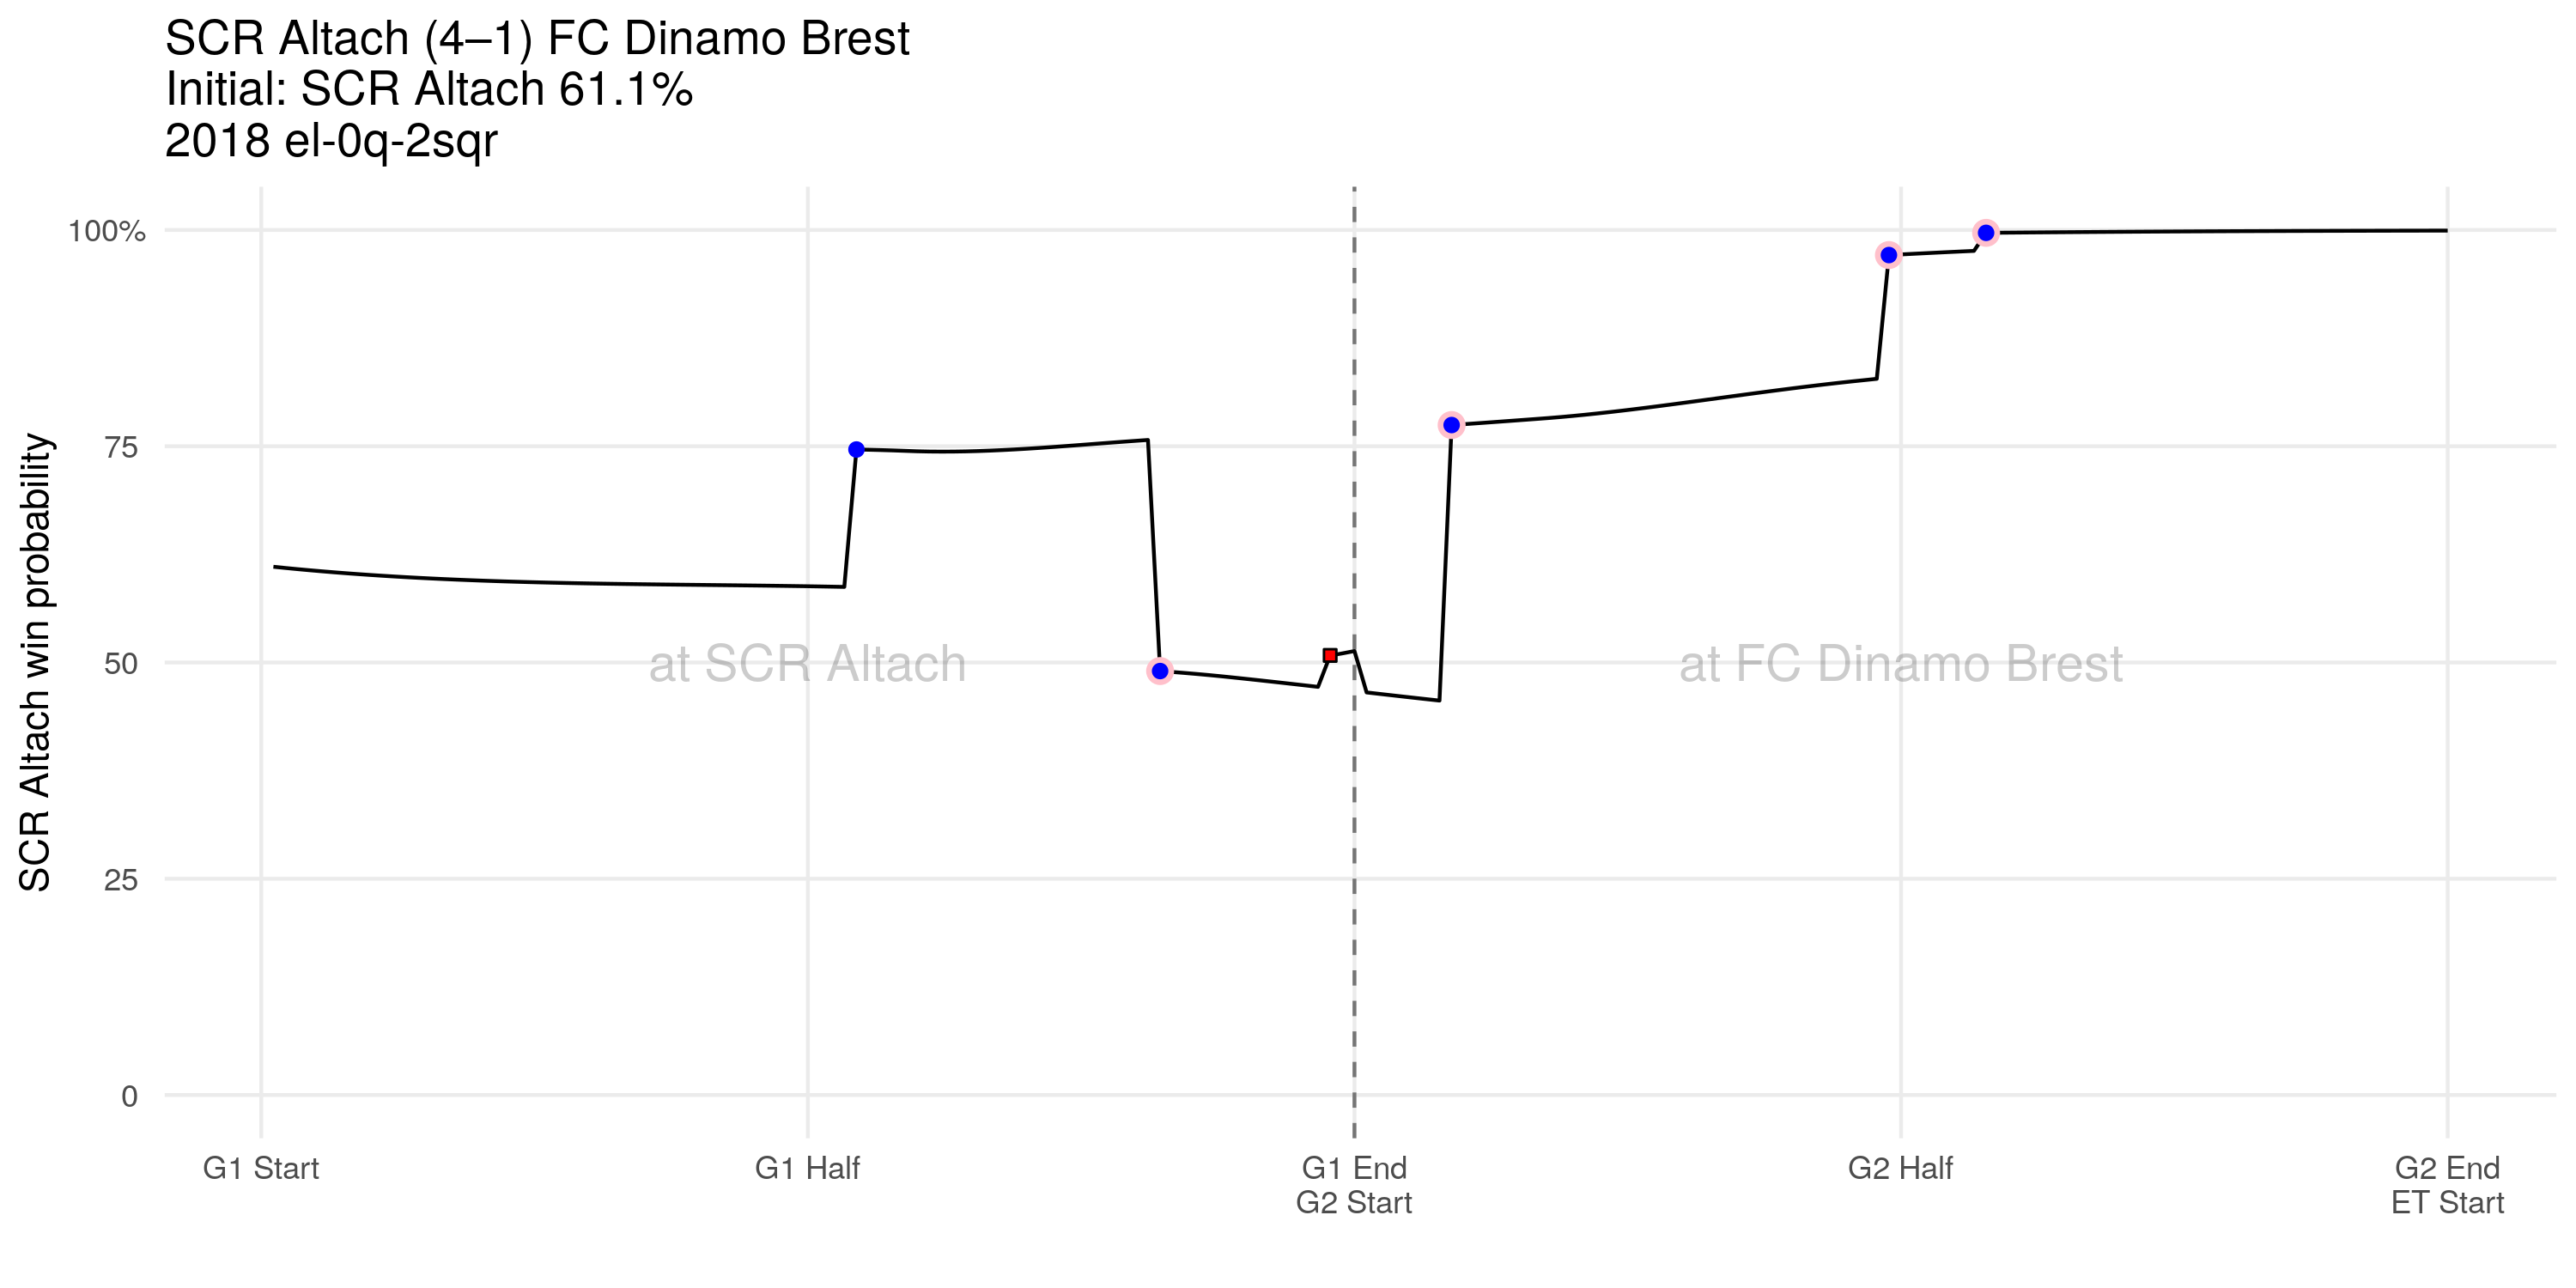 SCR Altach (4–1) FC Dinamo Brest
Initial: SCR Altach 61.1%
2018 el-0q-2sqr
SCR Altach win probability
100%
75
50
25
0
at SCR Altach
at FC Dinamo Brest
G1 Start
G1 Half
G1 End
G2 Start
G2 Half
G2 End
ET Start